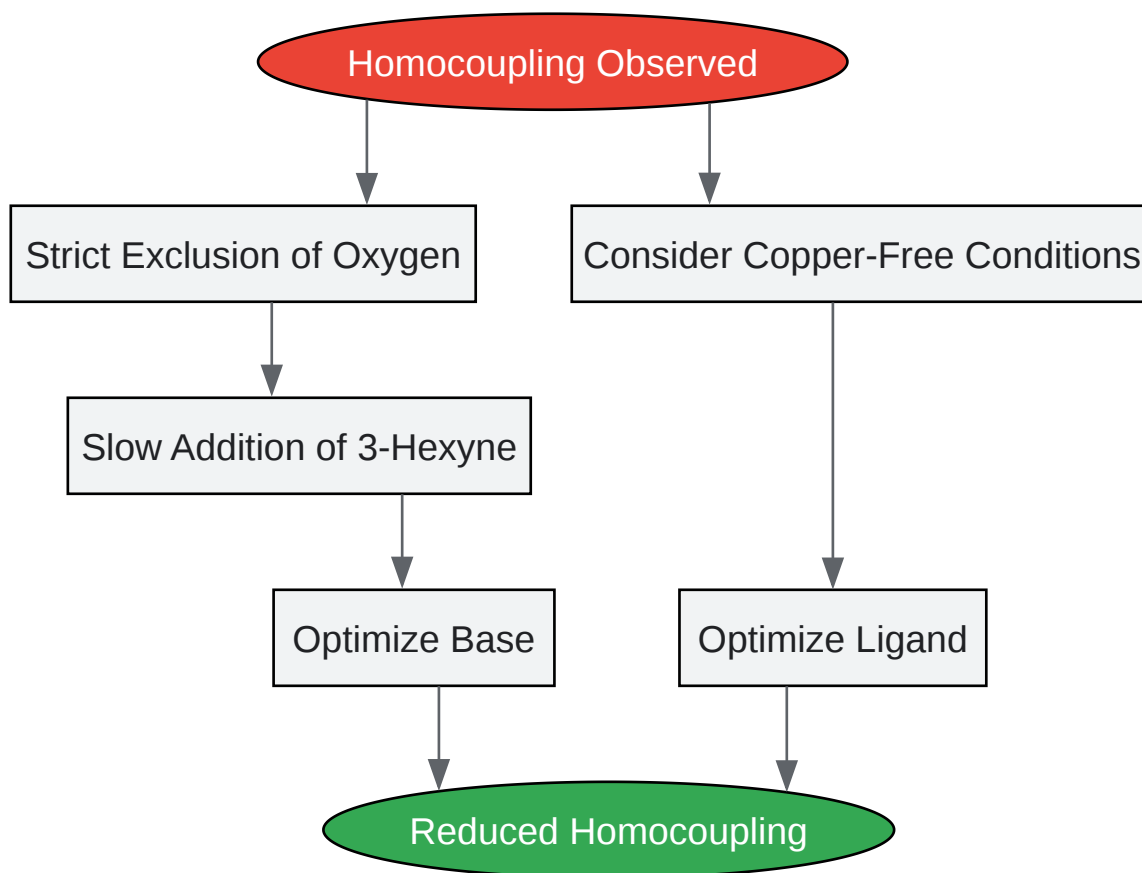 Homocoupling Observed
Strict Exclusion of Oxygen
Consider Copper-Free Conditions
Slow Addition of 3-Hexyne
Optimize Base
Optimize Ligand
Reduced Homocoupling